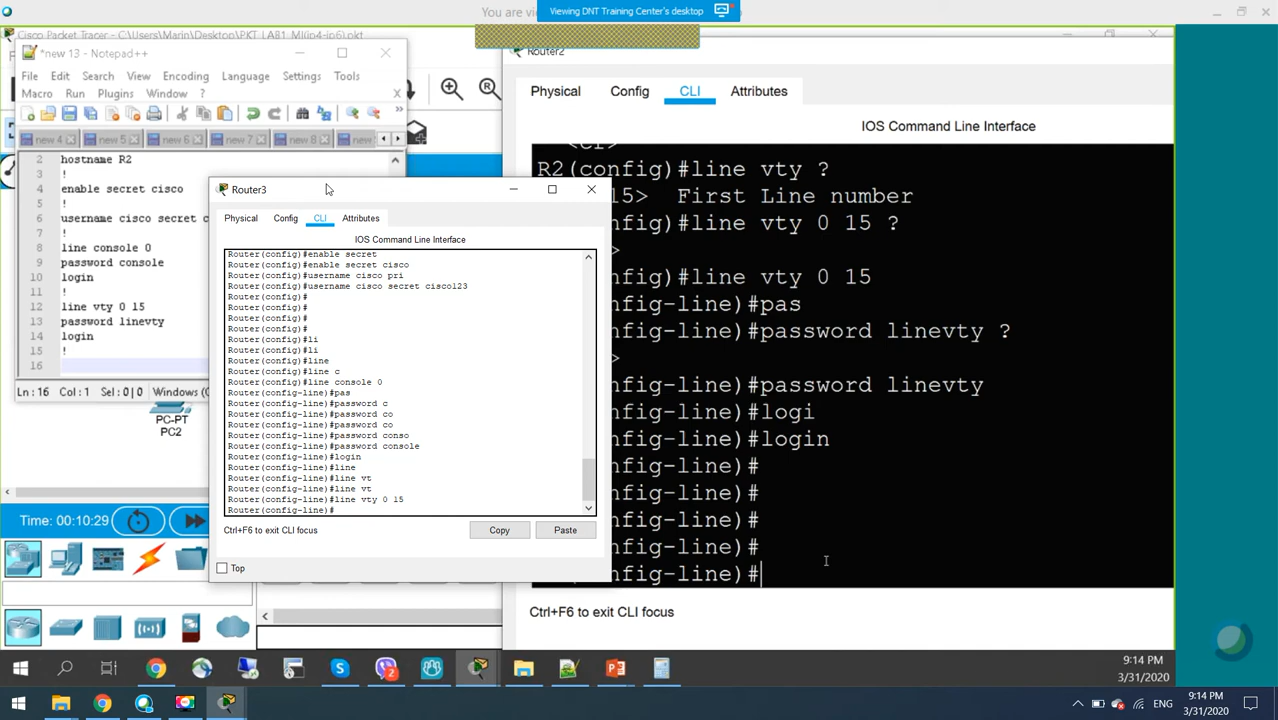 You are vie
Viewing DNT Training Center's desktop
Cisco Packet Tracer - C:\Users\Marin\Desktop\PKT_LAB1_MI(ip4-ip6).pkt
*new 13 - Notepad++
File Edit Search View Encoding Language Settings Tools
Macro Run Plugins Window ? X
new 4 new 5 new 6 new 7 new 8 new
2 hostname R2
3 !
4 enable secret cisco
5 !
6 username cisco secret c
7 !
8 line console 0
9 password console
10 login
11 !
12 line vty 0 15
13 password linevty
14 login
15 !
16
Ln : 16 Col : 1 Sel : 0 | 0 Windows (
PC-PT
PC2
Time: 00:10:29
Router3
Physical Config CLI Attributes
IOS Command Line Interface
Router(config)#enable secret
Router(config)#enable secret cisco
Router(config)#username cisco pri
Router(config)#username cisco secret cisco123
Router(config)#
Router(config)#
Router(config)#
Router(config)#
Router(config)#li
Router(config)#li
Router(config)#line
Router(config)#line c
Router(config)#line console 0
Router(config-line)#pas
Router(config-line)#password c
Router(config-line)#password co
Router(config-line)#password co
Router(config-line)#password conso
Router(config-line)#password console
Router(config-line)#login
Router(config-line)#line
Router(config-line)#line vt
Router(config-line)#line vt
Router(config-line)#line vty 0 15
Router(config-line)#
Ctrl+F6 to exit CLI focus
Copy Paste
Top
Router2
Physical Config CLI Attributes
IOS Command Line Interface
<cr>
R2(config)#line vty ?
15> First Line number
nfig)#line vty 0 15 ?
>
nfig)#line vty 0 15
nfig-line)#pas
nfig-line)#password linevty ?
>
nfig-line)#password linevty
nfig-line)#logi
nfig-line)#login
nfig-line)#
nfig-line)#
nfig-line)#
nfig-line)#
nfig-line)#
Ctrl+F6 to exit CLI focus
9:14 PM
3/31/2020
ENG
9:14 PM
3/31/2020